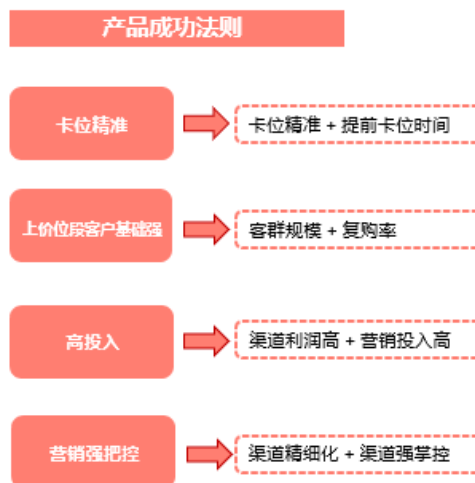 产品成功法则
卡位精准
卡位精准 + 提前卡位时间
上价位段客户基础强
客群规模 + 复购率
高投入
渠道利润高 + 营销投入高
营销强把控
渠道精细化 + 渠道强掌控